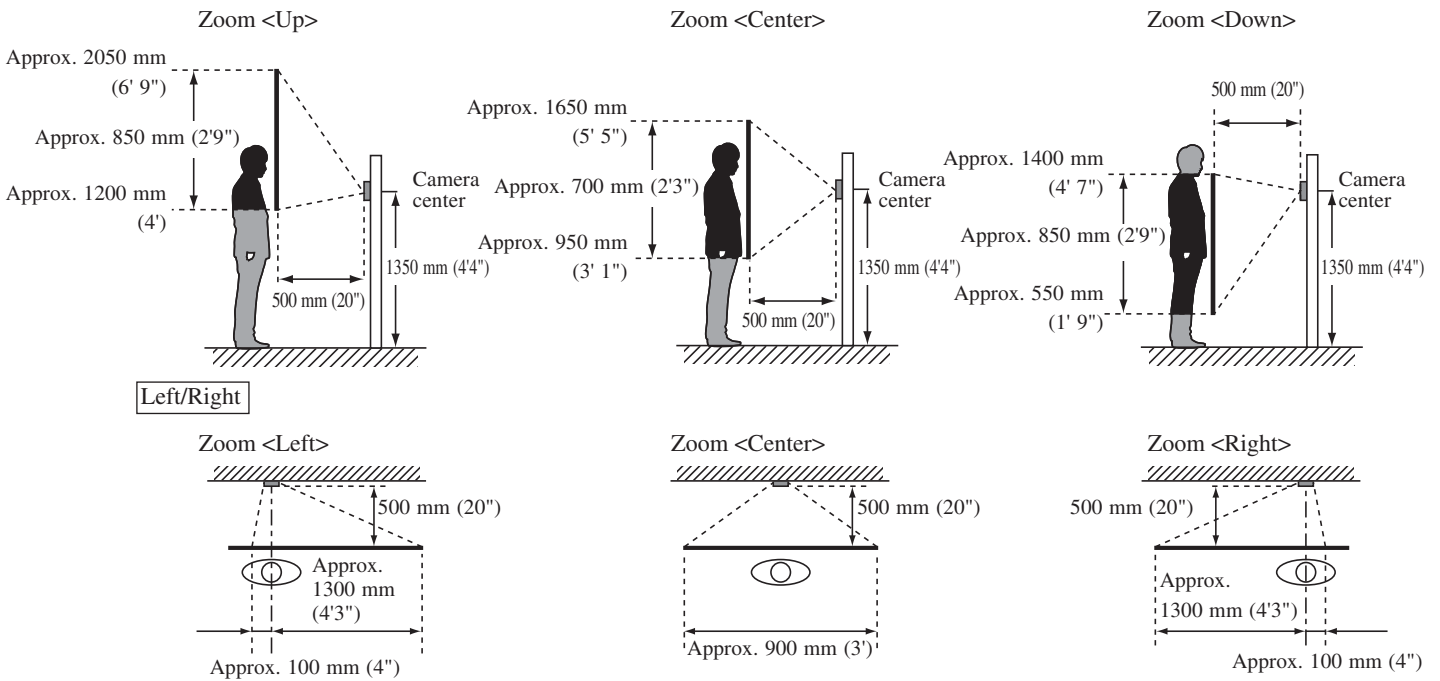 Zoom <Up>
Approx. 2050 mm
(6' 9")
Approx. 850 mm (2'9")
Approx. 1200 mm
(4')
Camera
center
1350 mm (4'4")
500 mm (20")
Zoom <Center>
Approx. 1650 mm
(5' 5")
Approx. 700 mm (2'3")
Approx. 950 mm
(3' 1")
Camera
center
1350 mm (4'4")
500 mm (20")
Zoom <Down>
500 mm (20")
Approx. 1400 mm
(4' 7")
Approx. 850 mm (2'9")
Approx. 550 mm
(1' 9")
Camera
center
1350 mm (4'4")
Left/Right
Zoom <Left>
500 mm (20")
Approx.
1300 mm
(4'3")
Approx. 100 mm (4")
Zoom <Center>
500 mm (20")
Approx. 900 mm (3')
Zoom <Right>
500 mm (20")
Approx.
1300 mm (4'3")
Approx. 100 mm (4")